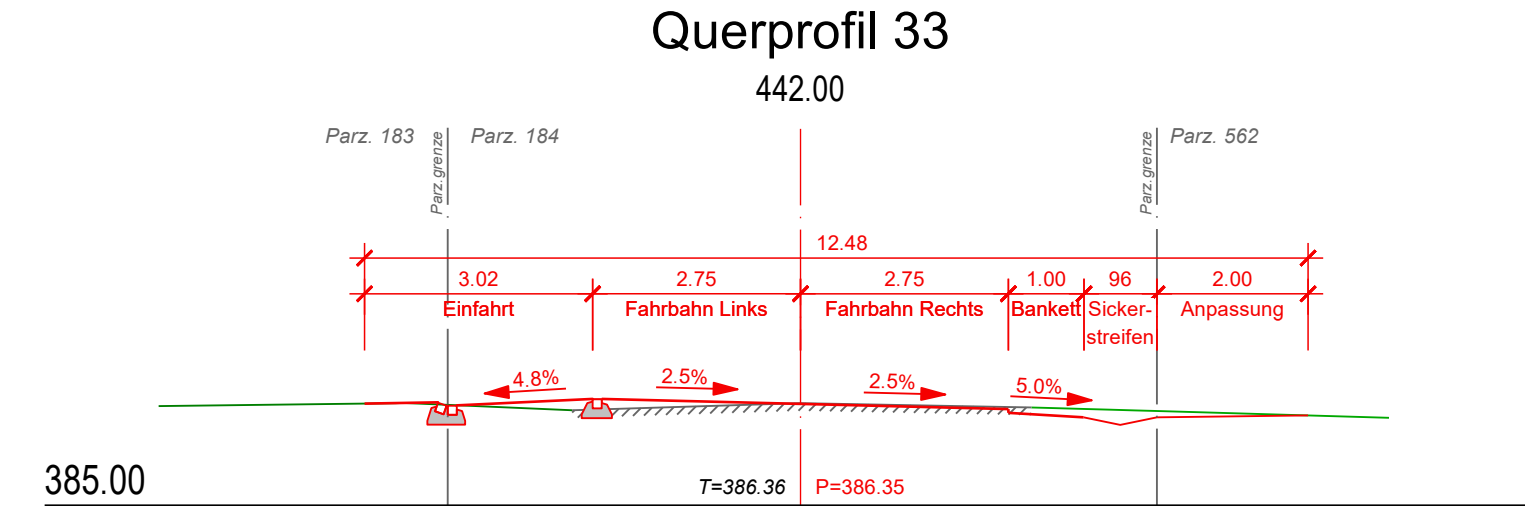 Querprofil 33
442.00
Parz. 183
Parz.grenze
Parz. 184
Parz.grenze
Parz. 562
12.48
3.02
2.75
2.75
1.00
96
2.00
Einfahrt
Fahrbahn Links
Fahrbahn Rechts
Bankett
Sicker-
streifen
Anpassung
4.8%
2.5%
2.5%
5.0%
385.00
T=386.36
P=386.35